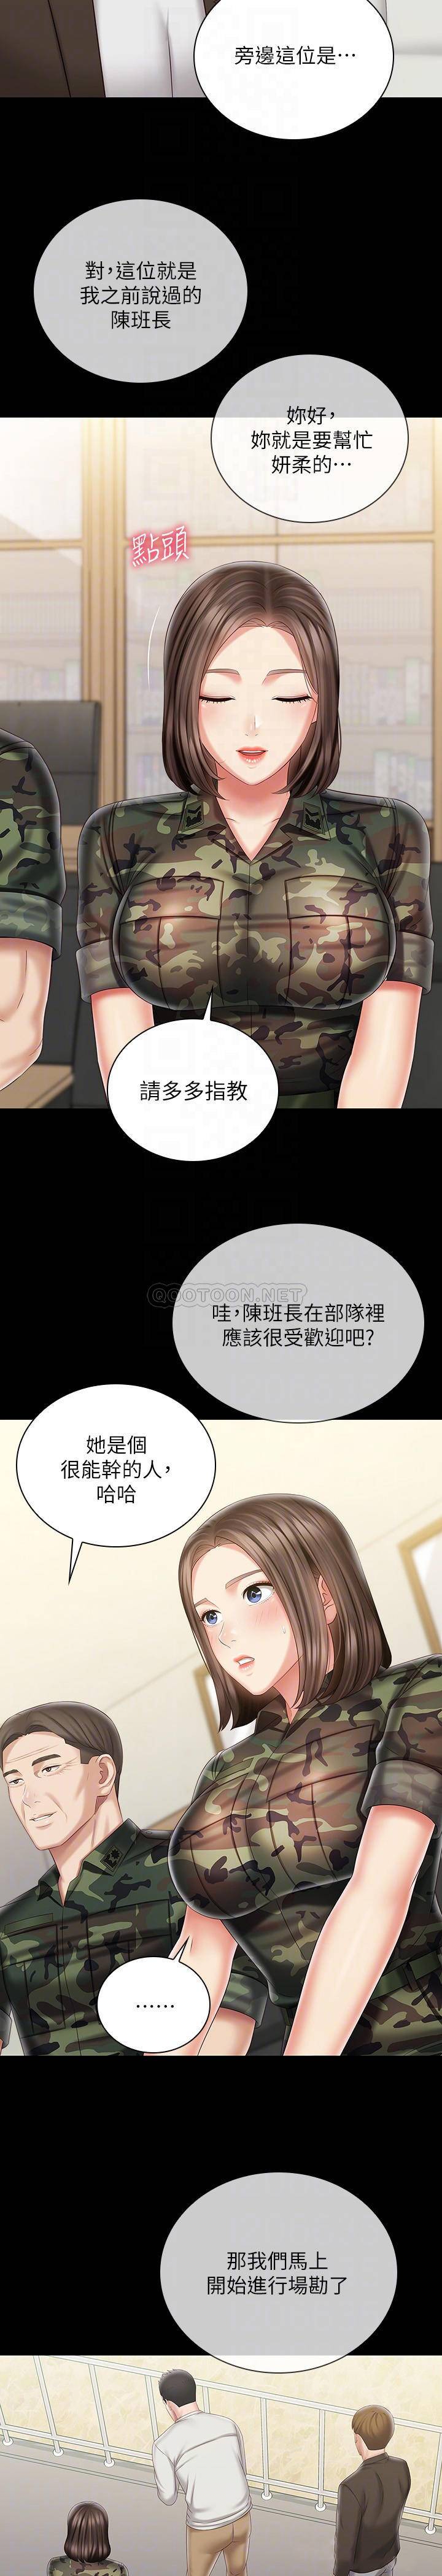 旁邊這位是⋯
對，這位就是
我之前說過的
陳班長
妳好，
妳就是要幫忙
妍柔的⋯
點頭
請多多指教
QOOTOON.NET
哇，陳班長在部隊裡
應該很受歡迎吧?
她是個
很能幹的人，
哈哈
⋯⋯
那我們馬上
開始進行場勘了